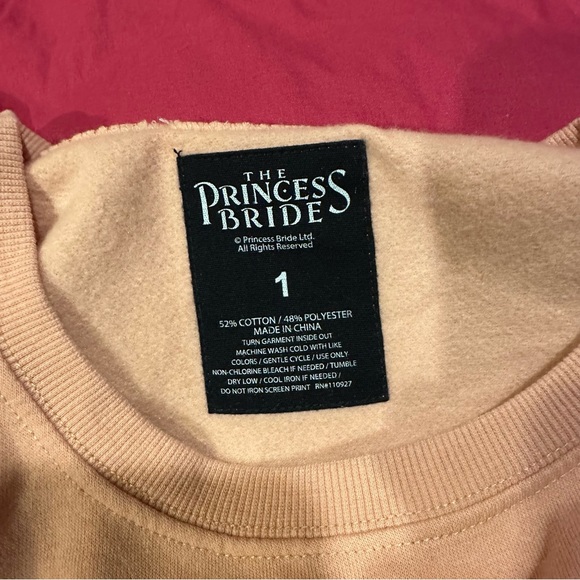 THE
PRINCESS
BRIDE
© Princess Bride Ltd.
All Rights Reserved
1
52% COTTON / 48% POLYESTER
MADE IN CHINA
TURN GARMENT INSIDE OUT
MACHINE WASH COLD WITH LIKE
COLORS / GENTLE CYCLE / USE ONLY
NON-CHLORINE BLEACH IF NEEDED / TUMBLE
DRY LOW / COOL IRON IF NEEDED /
DO NOT IRON SCREEN PRINT RN#110927